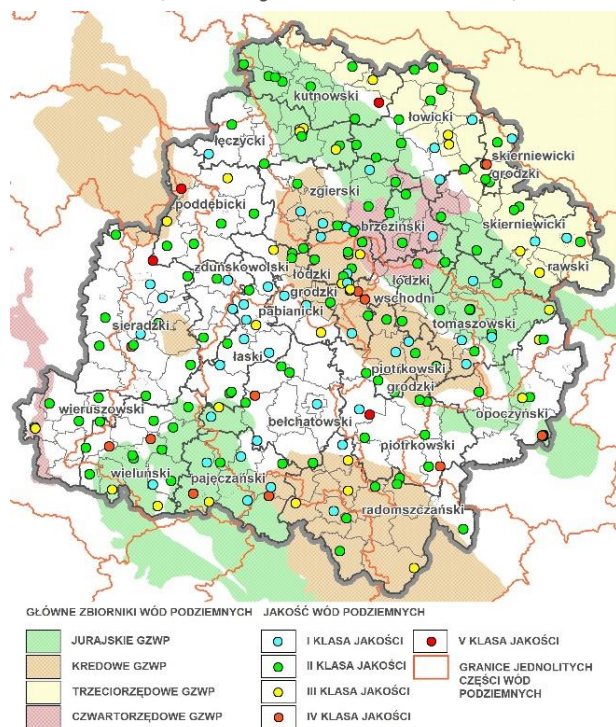 kutnowski
łowicki
łęczycki
skierniewicki
grodzki
zgierski
poddębicki
brzeziński
skierniewicki
rawski
zduńskowolski
łódzki
grodzki
łódzki
wschodni
pabianicki
sieradzki
tomaszowski
łaski
piotrkowski
grodzki
wieruszowski
opoczyński
bełchatowski
piotrkowski
wieluński
pajęczański
radomszczański
GŁÓWNE ZBIORNIKI WÓD PODZIEMNYCH
JURAJSKIE GZWP
KREDOWE GZWP
TRZECIORZĘDOWE GZWP
CZWARTORZĘDOWE GZWP
JAKOŚĆ WÓD PODZIEMNYCH
I KLASA JAKOŚCI
II KLASA JAKOŚCI
III KLASA JAKOŚCI
IV KLASA JAKOŚCI
V KLASA JAKOŚCI
GRANICE JEDNOLITYCH
CZĘŚCI WÓD
PODZIEMNYCH